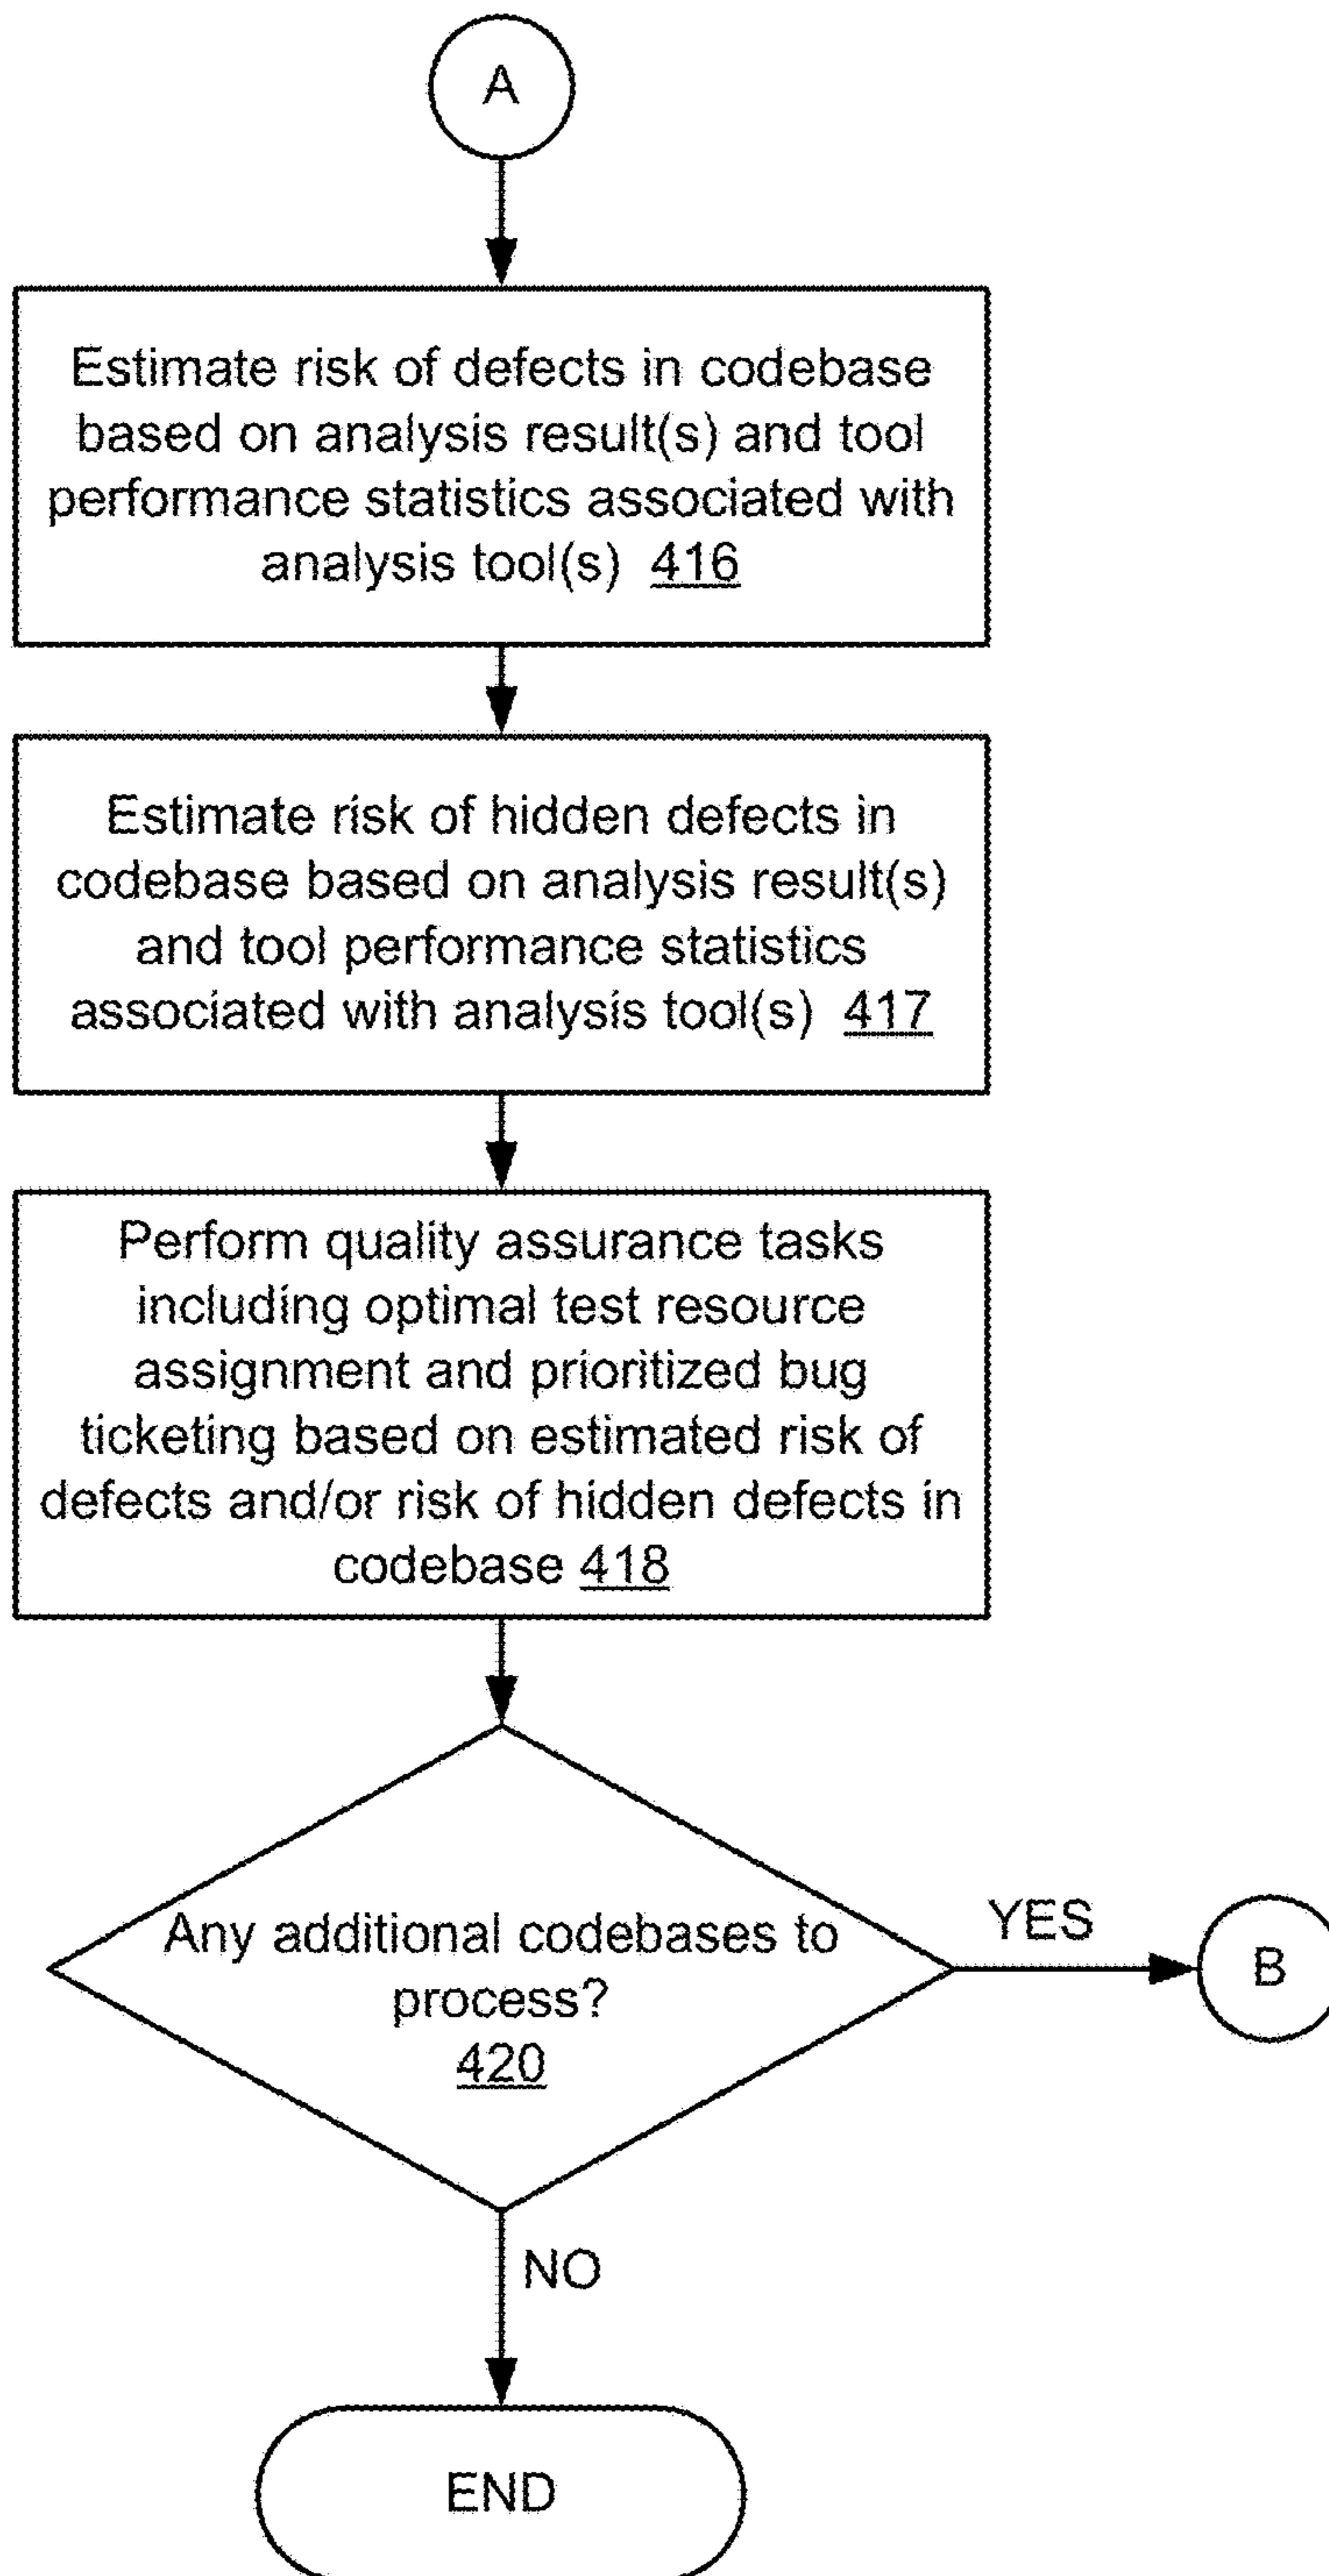 A
Estimate risk of defects in codebase
based on analysis result(s) and tool
performance statistics associated with
analysis tool(s) 416
Estimate risk of hidden defects in
codebase based on analysis result(s)
and tool performance statistics
associated with analysis tool(s) 417
Perform quality assurance tasks
including optimal test resource
assignment and prioritized bug
ticketing based on estimated risk of
defects and/or risk of hidden defects in
codebase 418
Any additional codebases to
process?
420
YES
B
NO
END